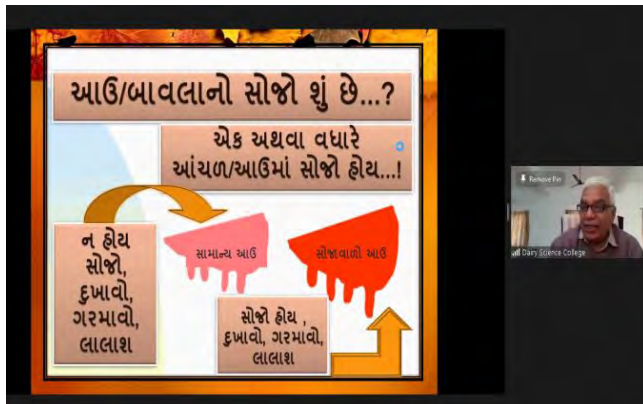 આઉ/બાવલાનો સોજો શું છે...?
એક અથવા વધારે
આંચળ/આઉમાં સોજો હોય...!
ન હોય
સોજો,
દુખાવો,
ગરમાવો,
લાલાશ
સામાન્ય આઉ
સોજાવાળો આઉ
સોજો હોય ,
દુખાવો, ગરમાવો,
લાલાશ
Remove Pin
Dairy Science College